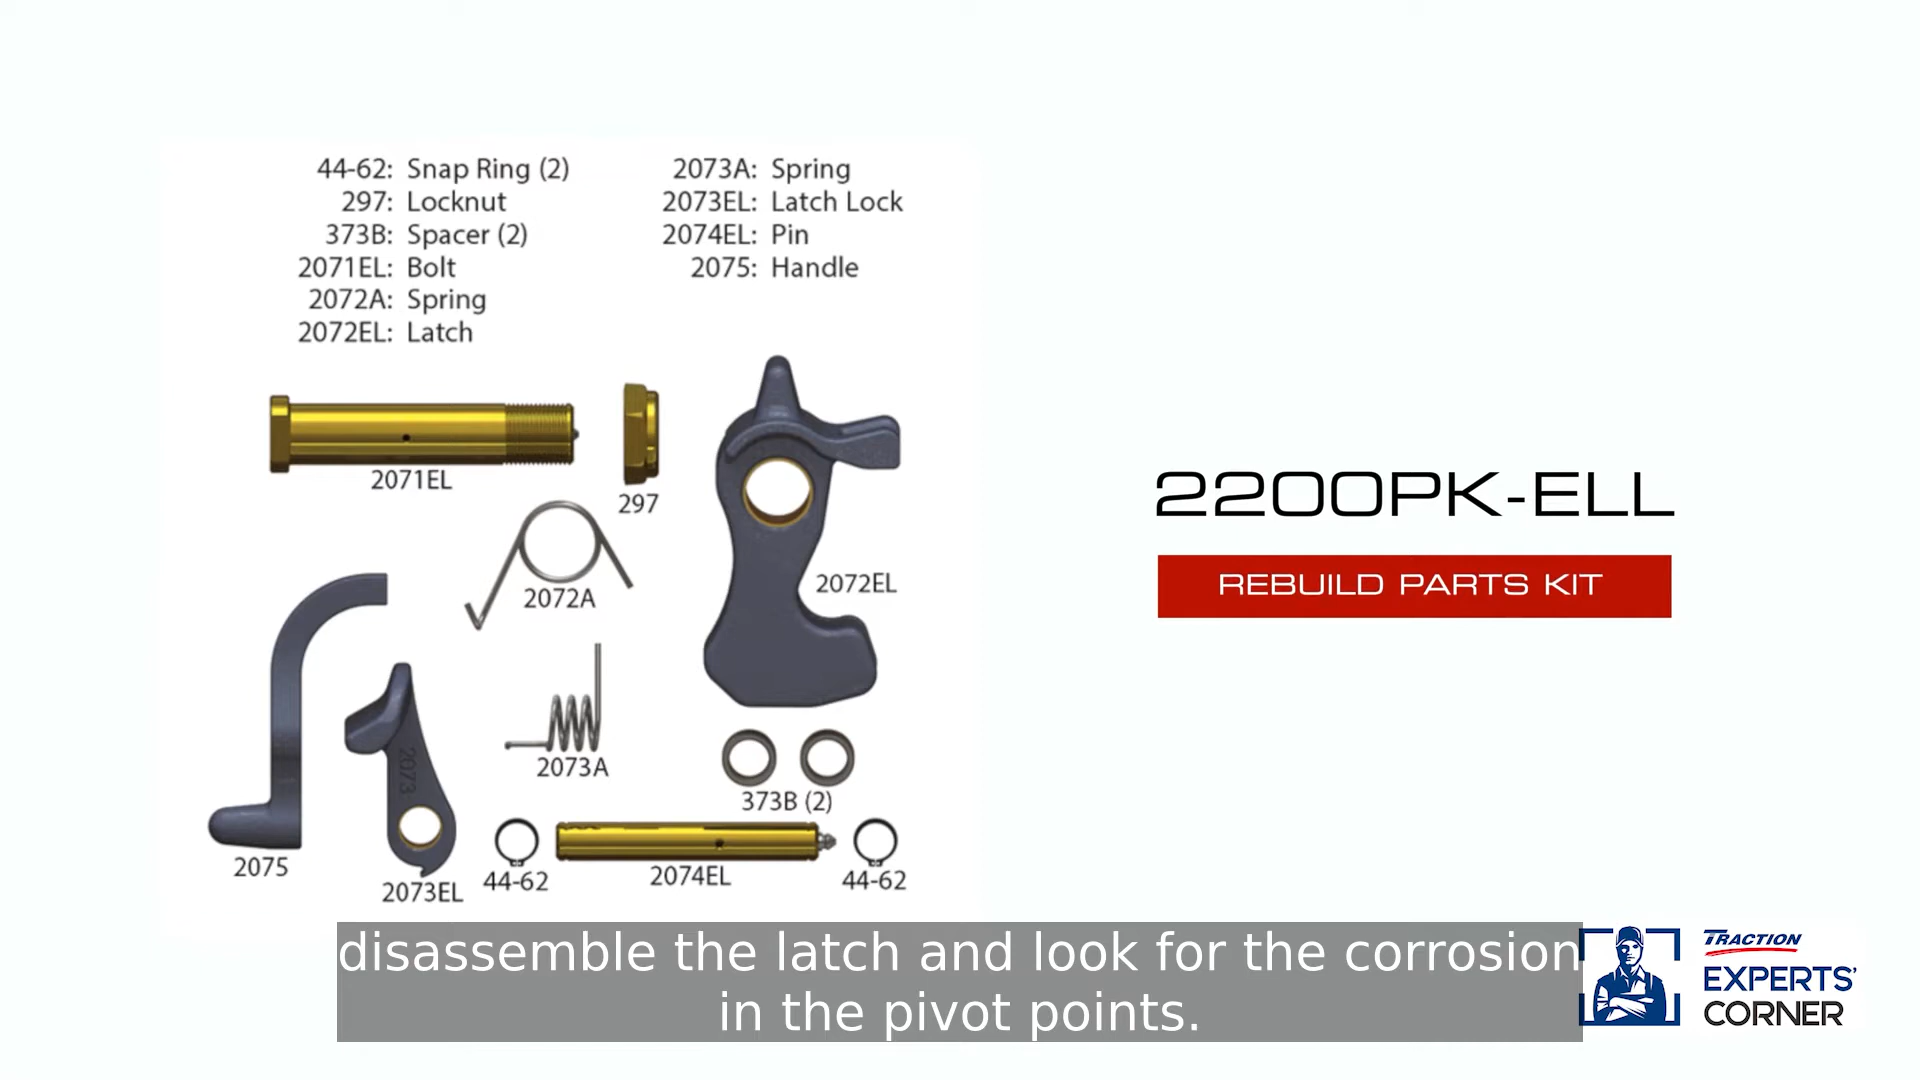 44-62: Snap Ring (2)
297: Locknut
373B: Spacer (2)
2071EL: Bolt
2072A: Spring
2072EL: Latch
2073A: Spring
2073EL: Latch Lock
2074EL: Pin
2075: Handle
2071EL
297
2072A
2072EL
2073A
373B (2)
2075
2073
2073EL
44-62
2074EL
44-62
2200PK-ELL
REBUILD PARTS KIT
disassemble the latch and look for the corrosion
in the pivot points.
TRACTION
EXPERTS'
CORNER